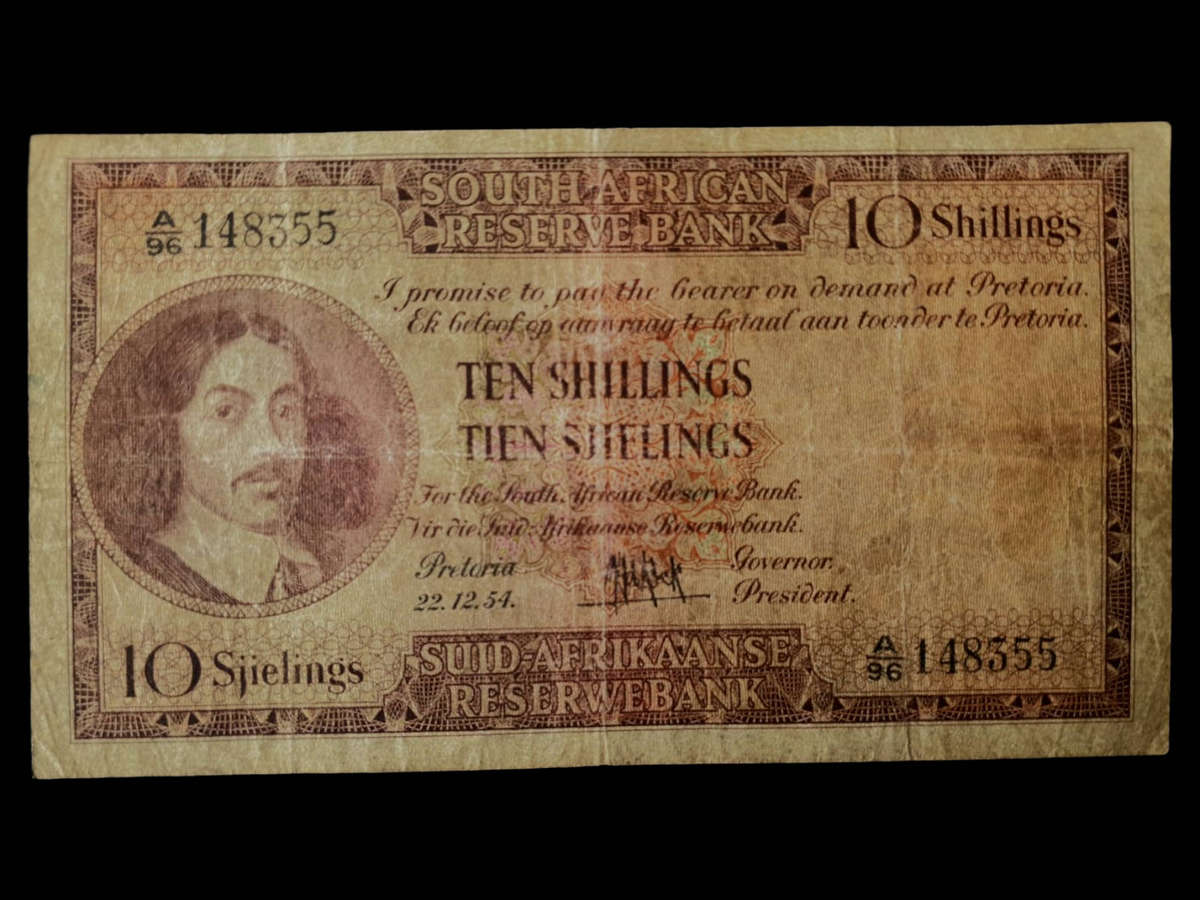 SOUTH AFRICAN
RESERVE BANK
A/96 148355
10 Shillings
I promise to pay the bearer on demand at Pretoria.
Ek beloof op aanvraag te betaal aan toonder te Pretoria.
TEN SHILLINGS
TIEN SJIELINGS
For the South African Reserve Bank.
Vir die Suid-Afrikaanse Reserwebank.
Pretoria
22.12.54.
Governor.
President.
10 Sjielings
SUID-AFRIKAANSE
RESERWEBANK
A/96 148355